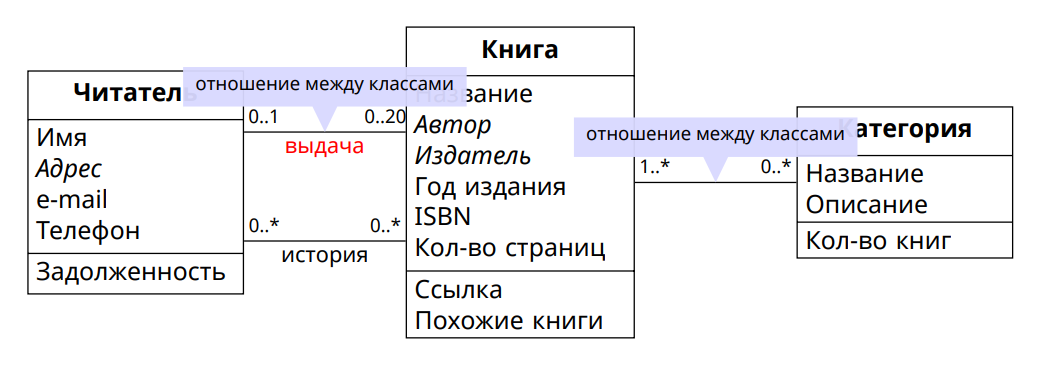 Читатель
Имя
Адрес
e-mail
Телефон
Задолженность
отношение между классами
0..1 0..20
выдача
0..* 0..*
история
Книга
Название
Автор
Издатель
Год издания
ISBN
Кол-во страниц
Ссылка
Похожие книги
отношение между классами
1..* 0..*
Категория
Название
Описание
Кол-во книг